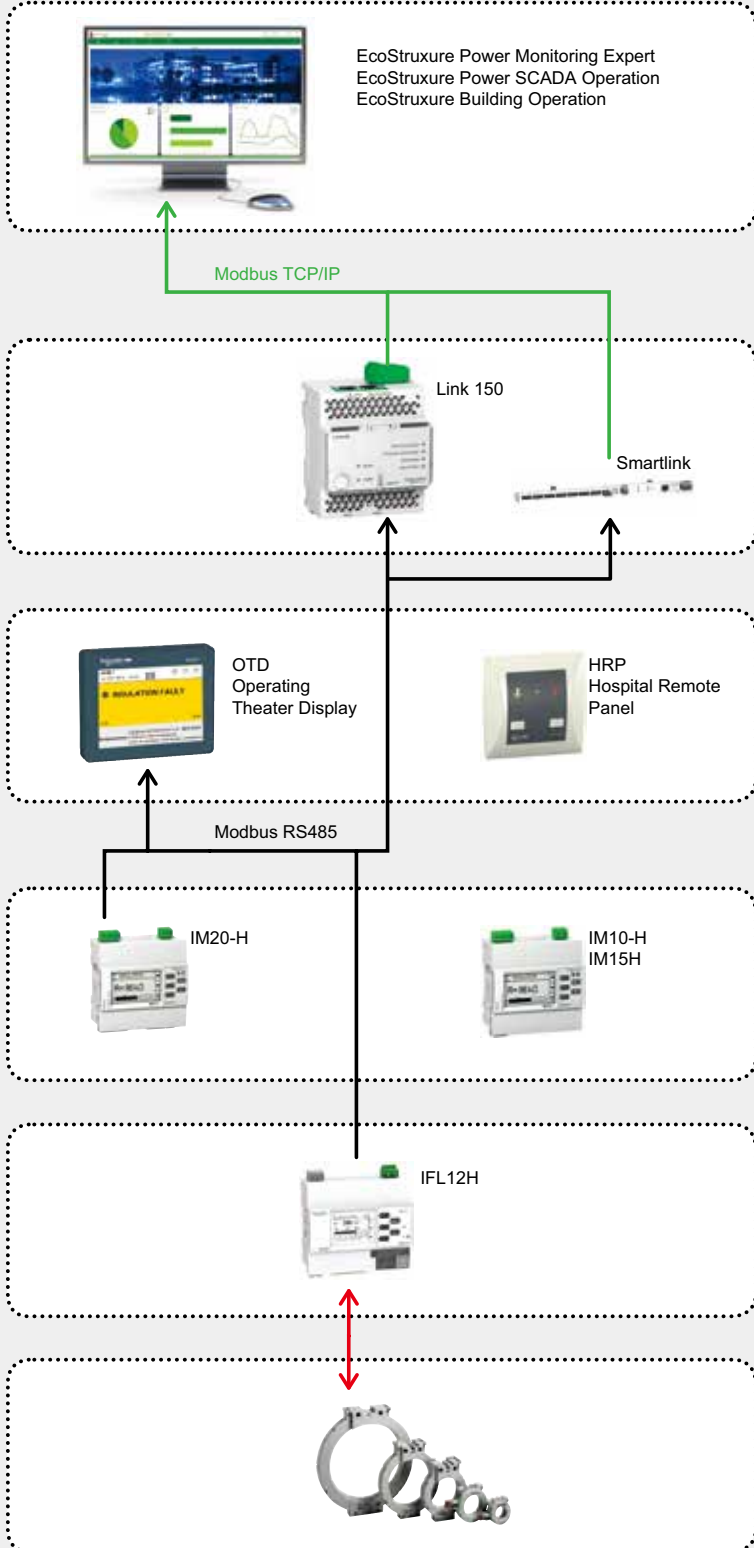 EcoStruxure Power Monitoring Expert
EcoStruxure Power SCADA Operation
EcoStruxure Building Operation
Modbus TCP/IP
Link 150
Smartlink
OTD
Operating
Theater Display
INSULATION FAULT
HRP
Hospital Remote
Panel
Modbus RS485
IM20-H
IM10-H
IM15H
IFL12H